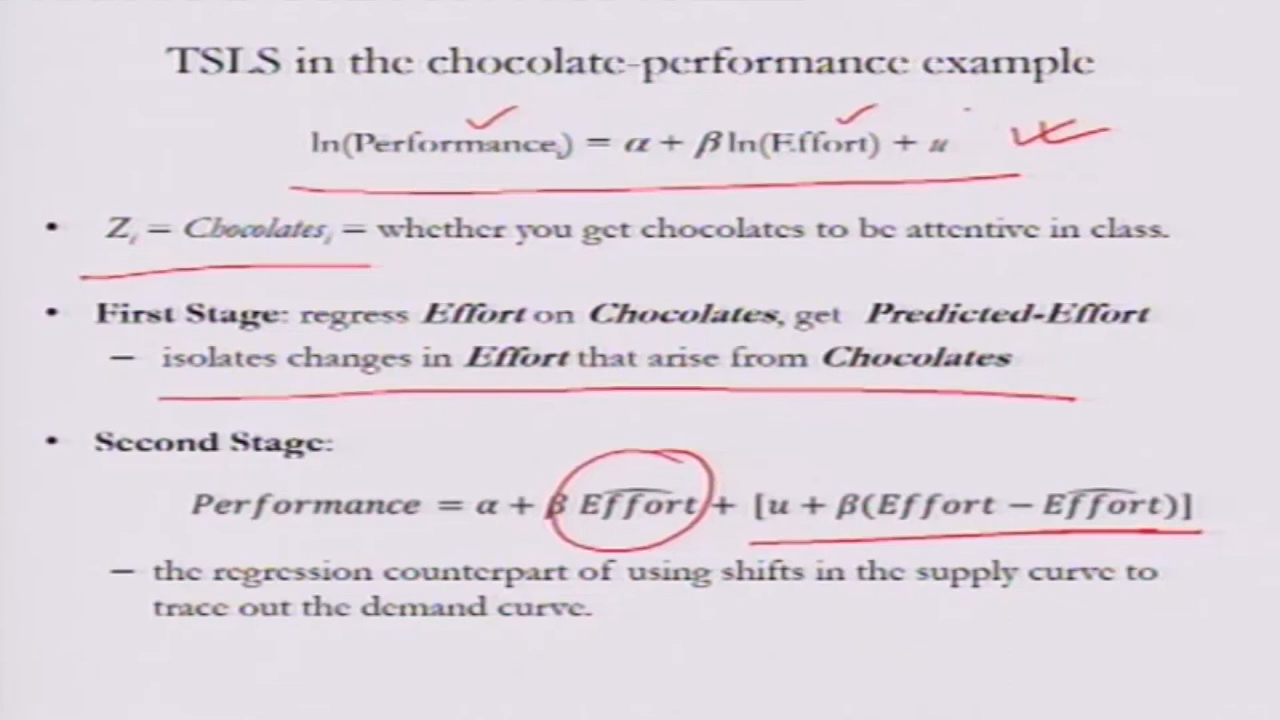 TSLS in the chocolate-performance example
ln(Performanceᵢ) = α + β ln(Effort) + u
• Zᵢ = Chocolatesᵢ = whether you get chocolates to be attentive in class.
• First Stage: regress Effort on Chocolates, get Predicted-Effort
– isolates changes in Effort that arise from Chocolates
• Second Stage:
Performance = α + β Effort̂ + [u + β(Effort − Effort̂)]
– the regression counterpart of using shifts in the supply curve to
trace out the demand curve.